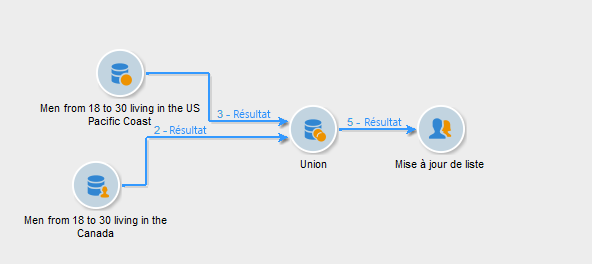 Men from 18 to 30 living in the US
Pacific Coast
3 - Résultat
2 - Résultat
5 - Résultat
Union
Mise à jour de liste
Men from 18 to 30 living in the
Canada